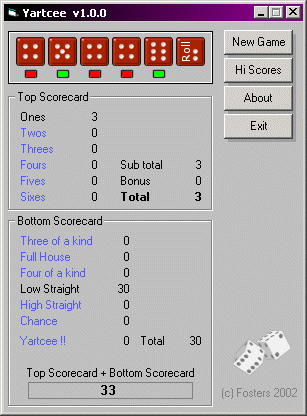 Yartcee v1.0.0
Roll
New Game
Hi Scores
About
Exit
Top Scorecard
Ones 3
Twos 0
Threes 0
Fours 0 Sub total 3
Fives 0 Bonus 0
Sixes 0 Total 3
Bottom Scorecard
Three of a kind 0
Full House 0
Four of a kind 0
Low Straight 30
High Straight 0
Chance 0
Yartcee !! 0 Total 30
Top Scorecard + Bottom Scorecard
33
(c) Fosters 2002